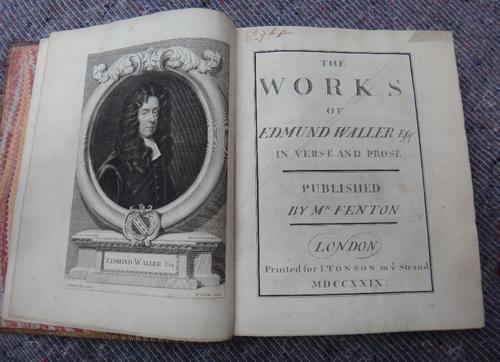 EDMUND WALLER Esq.
THE
WORKS
OF
EDMUND WALLER Esqr
IN VERSE AND PROSE
PUBLISHED
BY Mr. FENTON
LONDON
Printed for I.TONSON in ye Strand
MDCCXXIX.